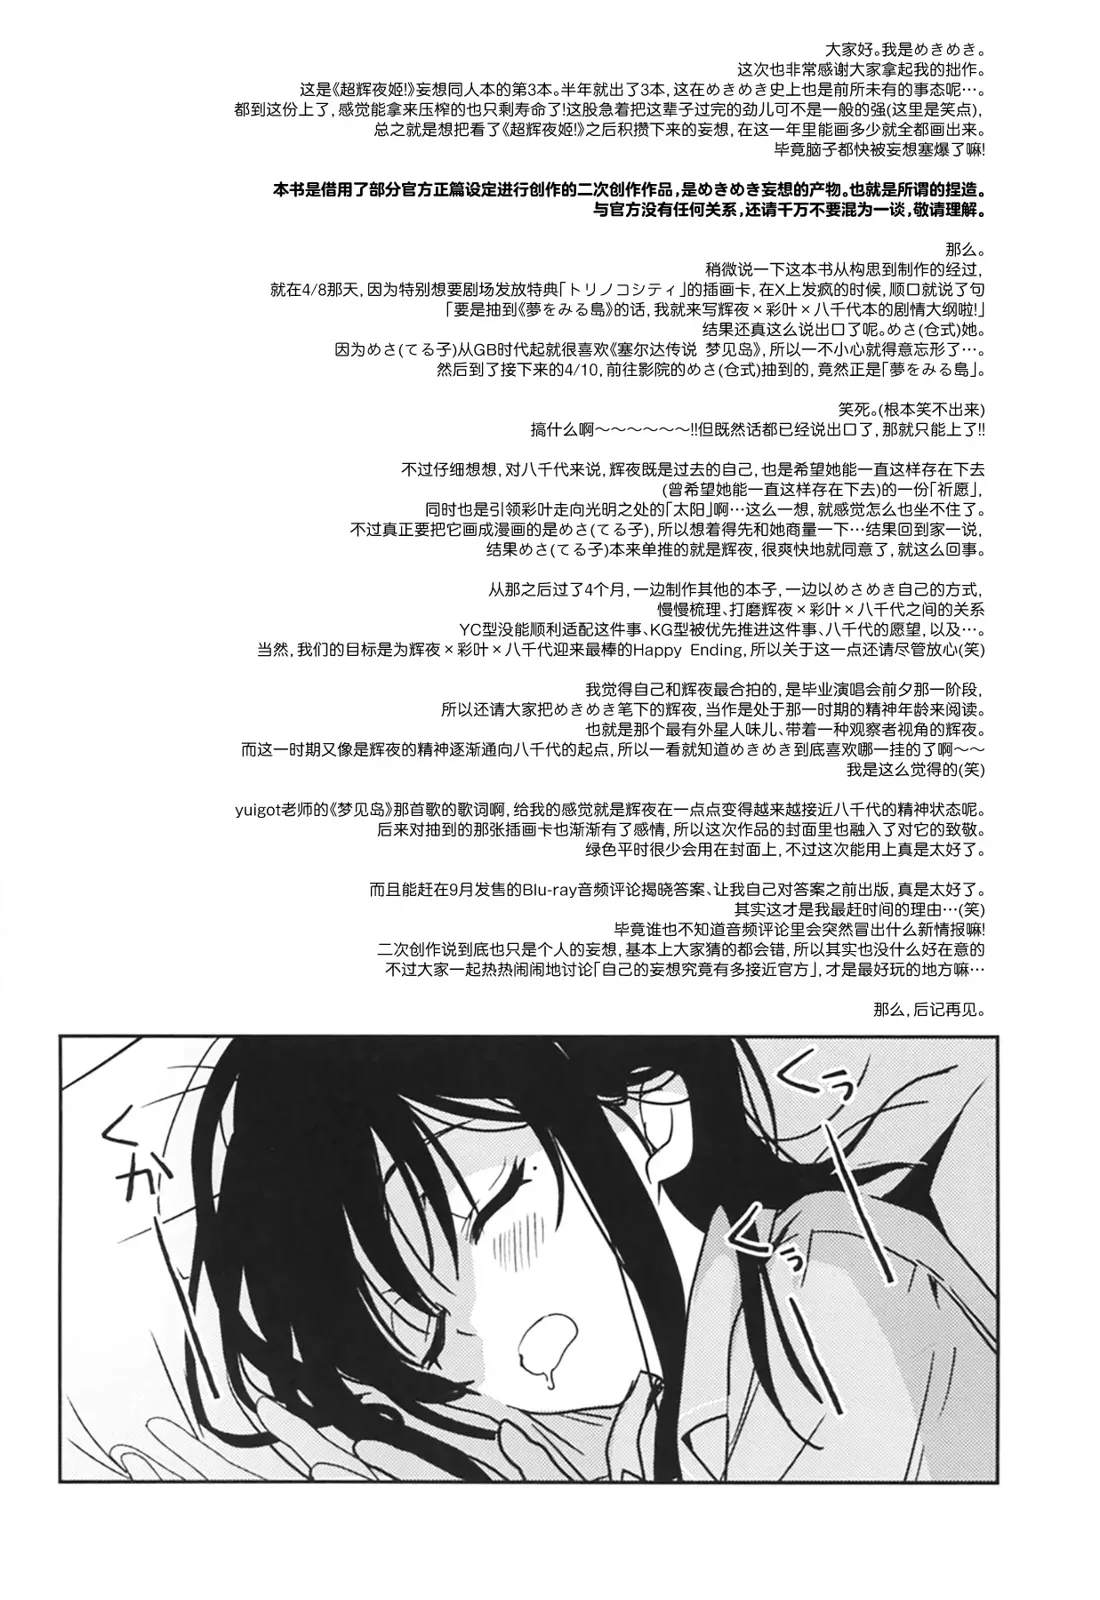 大家好。我是めきめき。
这次也非常感谢大家拿起我的拙作。
这是《超辉夜姬!》妄想同人本的第3本。半年就出了3本,这在めきめき史上也是前所未有的事态呢…。
都到这份上了,感觉能拿来压榨的也只剩寿命了!这股急着把这辈子过完的劲儿可不是一般的强(这里是笑点),
总之就是想把看了《超辉夜姬!》之后积攒下来的妄想,在这一年里能画多少就全都画出来。
毕竟脑子都快被妄想塞爆了嘛!
本书是借用了部分官方正篇设定进行创作的二次创作作品,是めきめき妄想的产物。也就是所谓的捏造。
与官方没有任何关系,还请千万不要混为一谈,敬请理解。
那么。
稍微说一下这本书从构思到制作的经过,
就在4/8那天,因为特别想要剧场发放特典「トリノコシティ」的插画卡,在X上发疯的时候,顺口就说了句
「要是抽到《夢をみる島》的话,我就来写辉夜×彩叶×八千代本的剧情大纲啦!」
结果还真这么说出口了呢。めさ(仓式)她。
因为めさ(てる子)从GB时代起就很喜欢《塞尔达传说 梦见岛》,所以一不小心就得意忘形了…。
然后到了接下来的4/10,前往影院的めさ(仓式)抽到的,竟然正是「夢をみる島」。
笑死。(根本笑不出来)
搞什么啊～～～～～～!!但既然话都已经说出口了,那就只能上了!!
不过仔细想想,对八千代来说,辉夜既是过去的自己,也是希望她能一直这样存在下去
(曾希望她能一直这样存在下去)的一份「祈愿」,
同时也是引领彩叶走向光明之处的「太阳」啊…这么一想,就感觉怎么也坐不住了。
不过真正要把它画成漫画的是めさ(てる子),所以想着得先和她商量一下…结果回到家一说,
结果めさ(てる子)本来单推的就是辉夜,很爽快地就同意了,就这么回事。
从那之后过了4个月,一边制作其他的本子,一边以めさめき自己的方式,
慢慢梳理、打磨辉夜×彩叶×八千代之间的关系
YC型没能顺利适配这件事、KG型被优先推进这件事、八千代的愿望,以及…。
当然,我们的目标是为辉夜×彩叶×八千代迎来最棒的Happy Ending,所以关于这一点还请尽管放心(笑)
我觉得自己和辉夜最合拍的,是毕业演唱会前夕那一阶段,
所以还请大家把めきめき笔下的辉夜,当作是处于那一时期的精神年龄来阅读。
也就是那个最有外星人味儿、带着一种观察者视角的辉夜。
而这一时期又像是辉夜的精神逐渐通向八千代的起点,所以一看就知道めきめき到底喜欢哪一挂的了啊～～
我是这么觉得的(笑)
yuigot老师的《梦见岛》那首歌的歌词啊,给我的感觉就是辉夜在一点点变得越来越接近八千代的精神状态呢。
后来对抽到的那张插画卡也渐渐有了感情,所以这次作品的封面里也融入了对它的致敬。
绿色平时很少会用在封面上,不过这次能用上真是太好了。
而且能赶在9月发售的Blu-ray音频评论揭晓答案、让我自己对答案之前出版,真是太好了。
其实这才是我最赶时间的理由…(笑)
毕竟谁也不知道音频评论里会突然冒出什么新情报嘛!
二次创作说到底也只是个人的妄想,基本上大家猜的都会错,所以其实也没什么好在意的
不过大家一起热热闹闹地讨论「自己的妄想究竟有多接近官方」,才是最好玩的地方嘛…
那么,后记再见。
くぅ
くぅ
くか